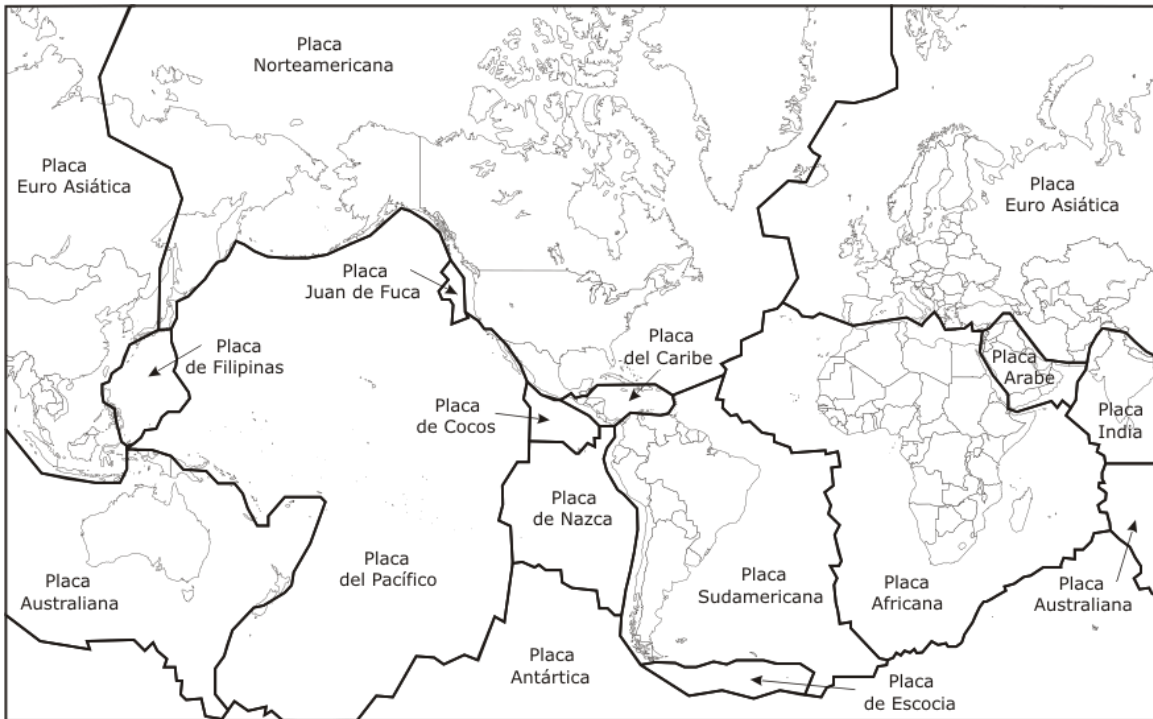 Placa
Norteamericana
Placa
Euro Asiática
Placa
Euro Asiática
Placa
Juan de Fuca
Placa
de Filipinas
Placa
del Caribe
Placa
Arabe
Placa
de Cocos
Placa
India
Placa
de Nazca
Placa
del Pacífico
Placa
Australiana
Placa
Sudamericana
Placa
Africana
Placa
Australiana
Placa
Antártica
Placa
de Escocia